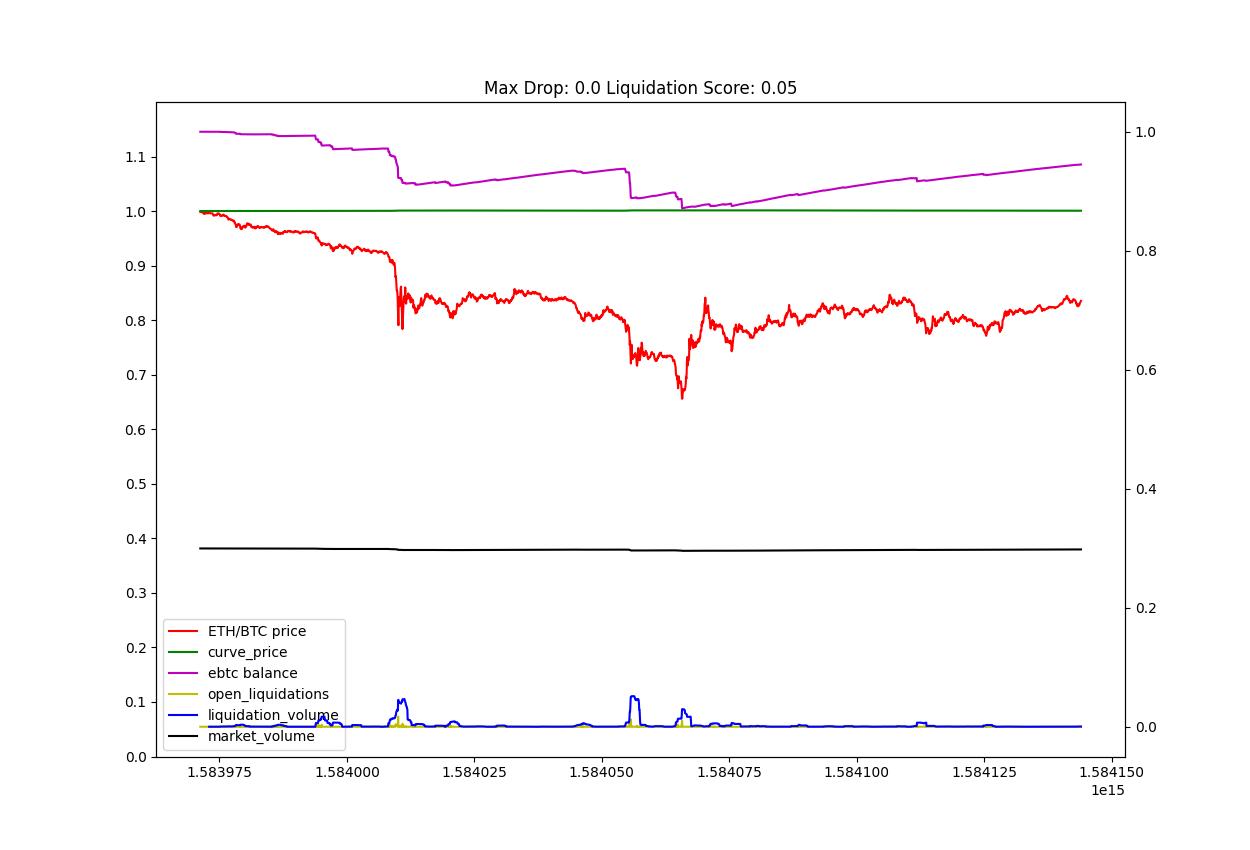 Max Drop: 0.0 Liquidation Score: 0.05
1.1
1.0
0.9
0.8
0.7
0.6
0.5
0.4
0.3
0.2
0.1
0.0
1.0
0.8
0.6
0.4
0.2
0.0
ETH/BTC price
curve_price
ebtc balance
open_liquidations
liquidation_volume
market_volume
1.583975 1.584000 1.584025 1.584050 1.584075 1.584100 1.584125 1.584150
1e15